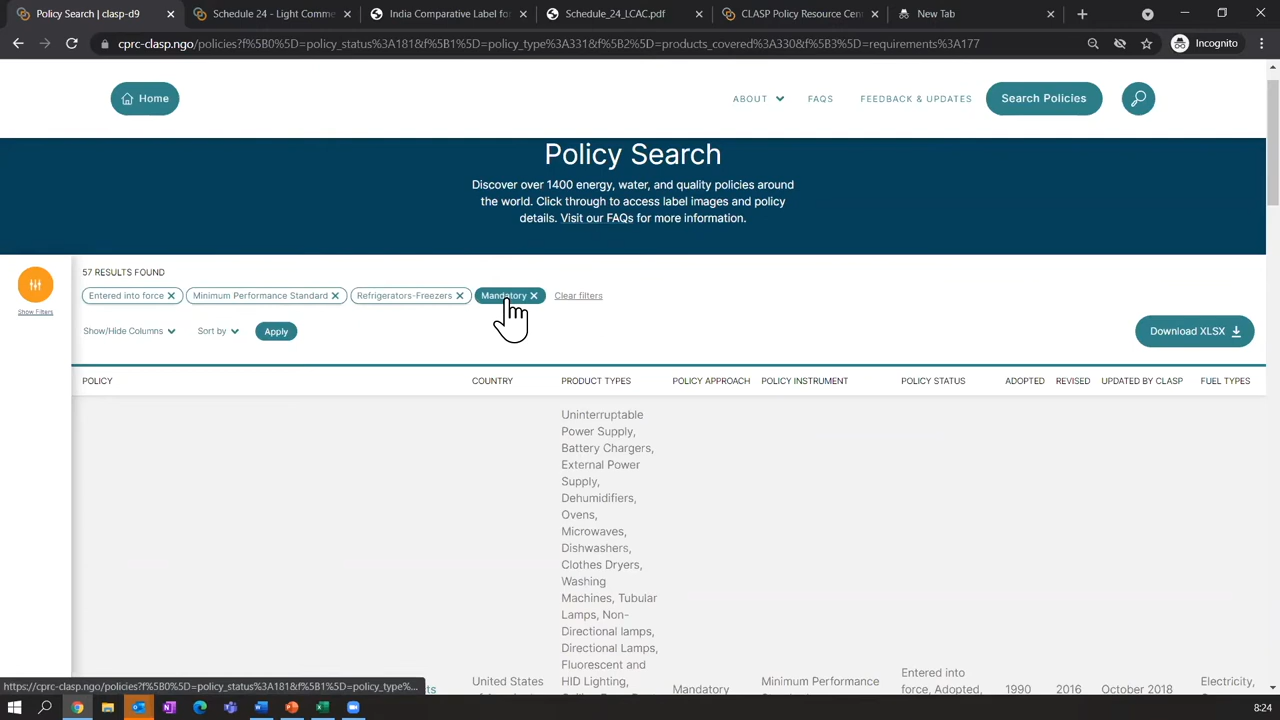 Policy Search | clasp-d9
Schedule 24 - Light Comme
India Comparative Label for
Schedule_24_LCAC.pdf
CLASP Policy Resource Cent
New Tab
cprc-clasp.ngo/policies?f%5B0%5D=policy_status%3A181&f%5B1%5D=policy_type%3A331&f%5B2%5D=products_covered%3A330&f%5B3%5D=requirements%3A177
Incognito
Home
ABOUT
FAQS
FEEDBACK & UPDATES
Search Policies
Policy Search
Discover over 1400 energy, water, and quality policies around
the world. Click through to access label images and policy
details. Visit our FAQs for more information.
Show Filters
57 RESULTS FOUND
Entered into force
Minimum Performance Standard
Refrigerators-Freezers
Mandatory
Clear filters
Show/Hide Columns
Sort by
Apply
Download XLSX
POLICY
COUNTRY
PRODUCT TYPES
POLICY APPROACH
POLICY INSTRUMENT
POLICY STATUS
ADOPTED
REVISED
UPDATED BY CLASP
FUEL TYPES
Uninterruptable
Power Supply,
Battery Chargers,
External Power
Supply,
Dehumidifiers,
Ovens,
Microwaves,
Dishwashers,
Clothes Dryers,
Washing
Machines, Tubular
Lamps, Non-
Directional lamps,
Directional Lamps,
Fluorescent and
HID Lighting,
United States
Mandatory
Minimum Performance
Entered into
force, Adopted,
1990
2016
October 2018
Electricity,
https://cprc-clasp.ngo/policies?f%5B0%5D=policy_status%3A181&f%5B1%5D=policy_type%...
8:24